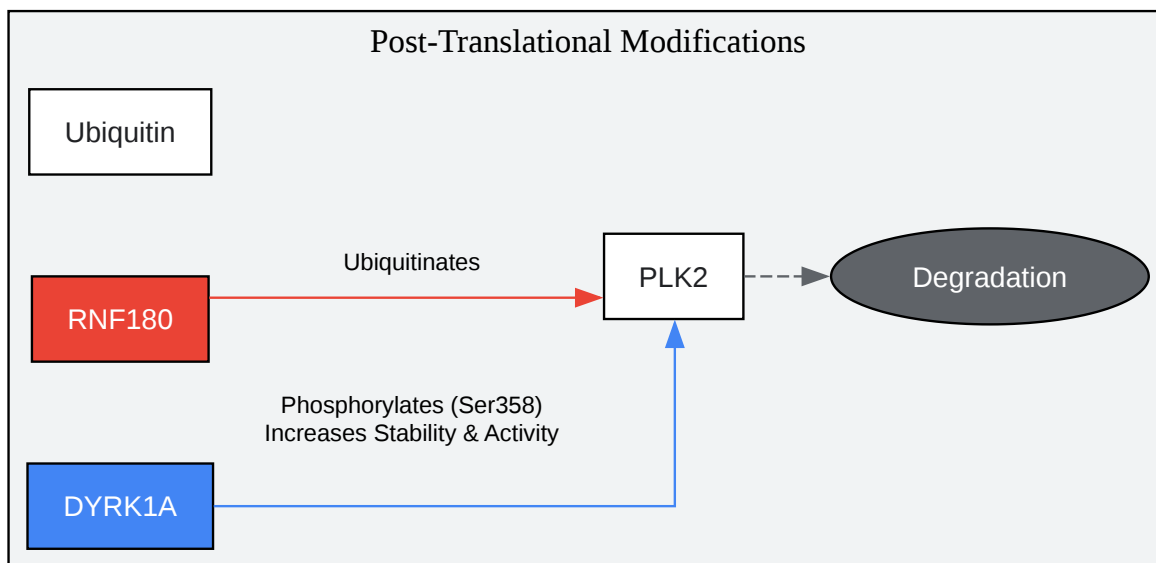 Post-Translational Modifications
Ubiquitin
Ubiquitinates
PLK2
Degradation
RNF180
Phosphorylates (Ser358)
Increases Stability & Activity
DYRK1A